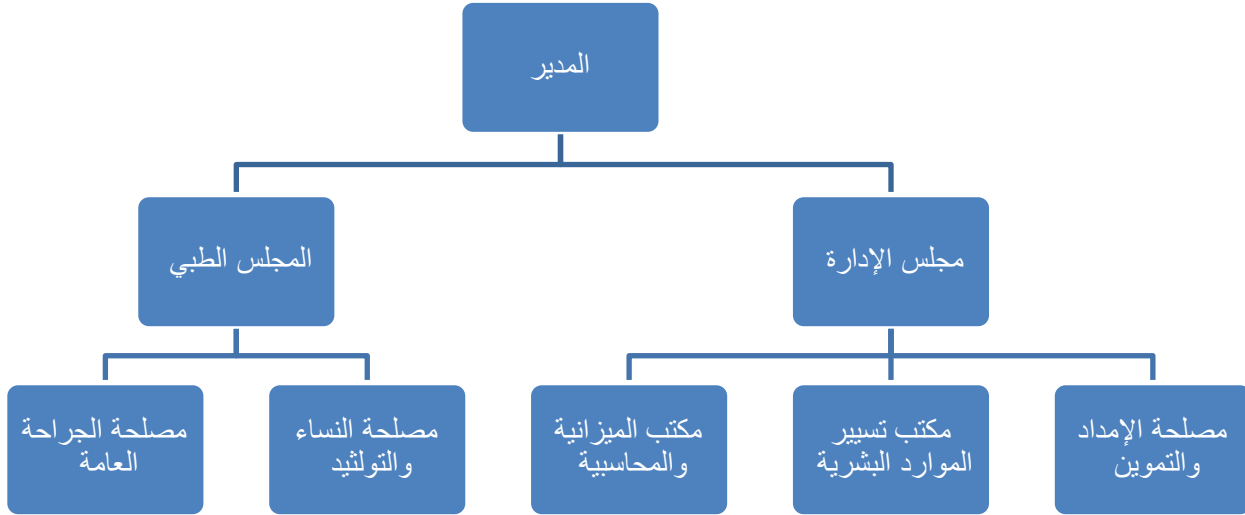 المدير
مجلس الإدارة
المجلس الطبي
مصلحة الإمداد
والتموين
مكتب تسيير
الموارد البشرية
مكتب الميزانية
والمحاسبية
مصلحة النساء
والتولثيد
مصلحة الجراحة
العامة